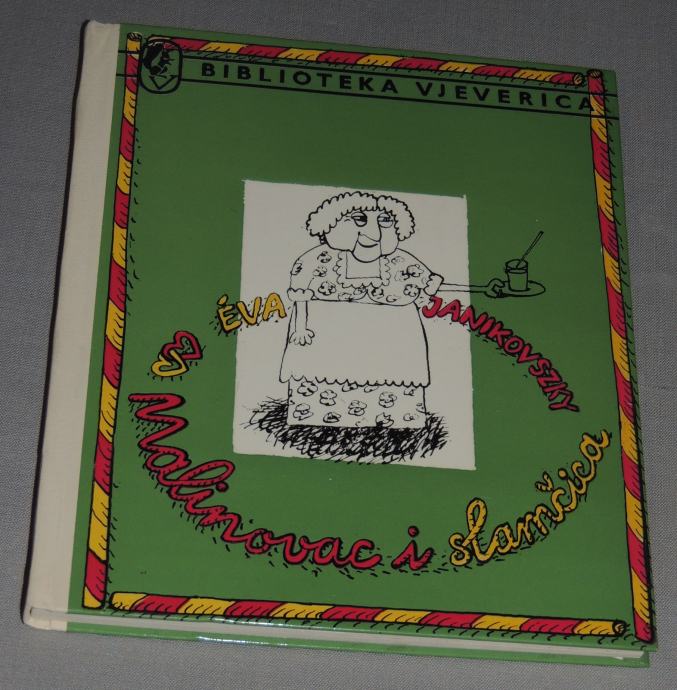 BIBLIOTEKA VJEVERICA
ÉVA JANIKOVSZKY
Malinovac i slamčica